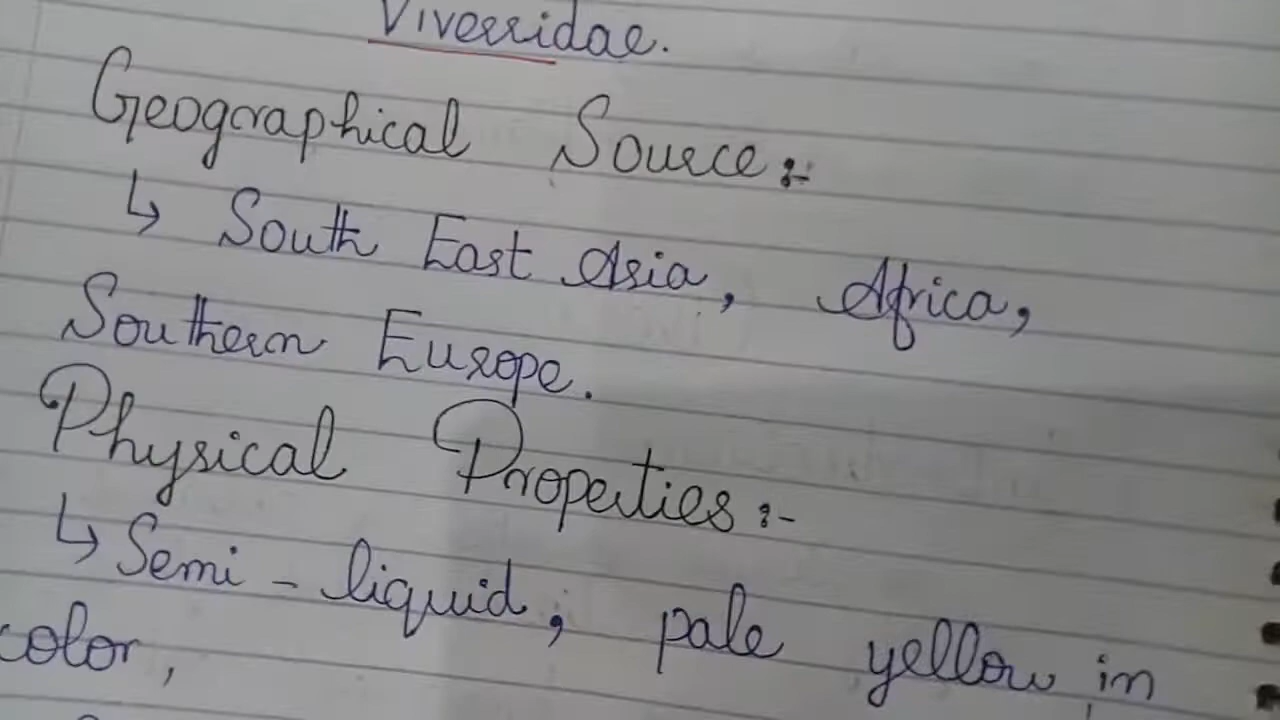 Viverridae.
Geographical Source:-
↳ South East Asia, Africa,
Southern Europe.
Physical Properties:-
↳ Semi-liquid, pale yellow in
color,